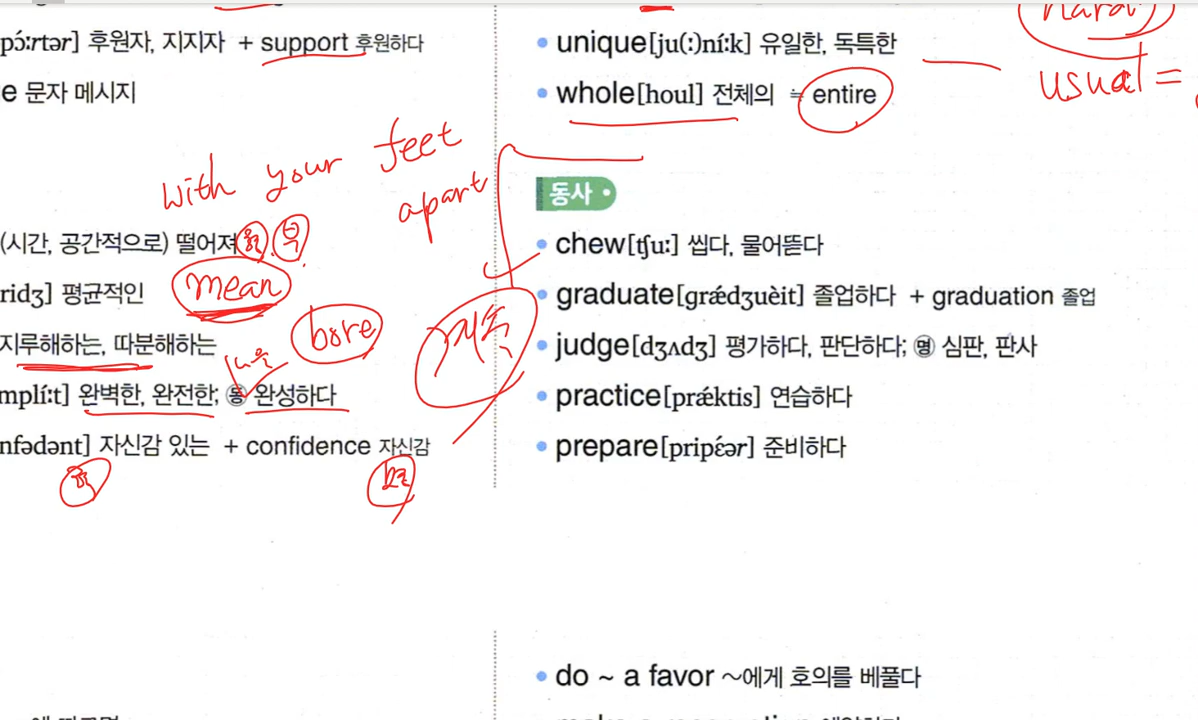 pɔ́ːrtər] 후원자, 지지자 + support 후원하다
e 문자 메시지
with your feet
apart
(시간, 공간적으로) 떨어져
ridʒ] 평균적인
mean
지루해하는, 따분해하는
bore
mplíːt] 완벽한, 완전한; 동 완성하다
nfədənt] 자신감 있는 + confidence 자신감
• unique[ju(ː)níːk] 유일한, 독특한
• whole[houl] 전체의 ≒ entire
usual =
동사 •
• chew[tʃuː] 씹다, 물어뜯다
• graduate[grǽdʒuèit] 졸업하다 + graduation 졸업
• judge[dʒʌdʒ] 평가하다, 판단하다; 명 심판, 판사
• practice[prǽktis] 연습하다
• prepare[pripɛ́ər] 준비하다
• do ~ a favor ~에게 호의를 베풀다